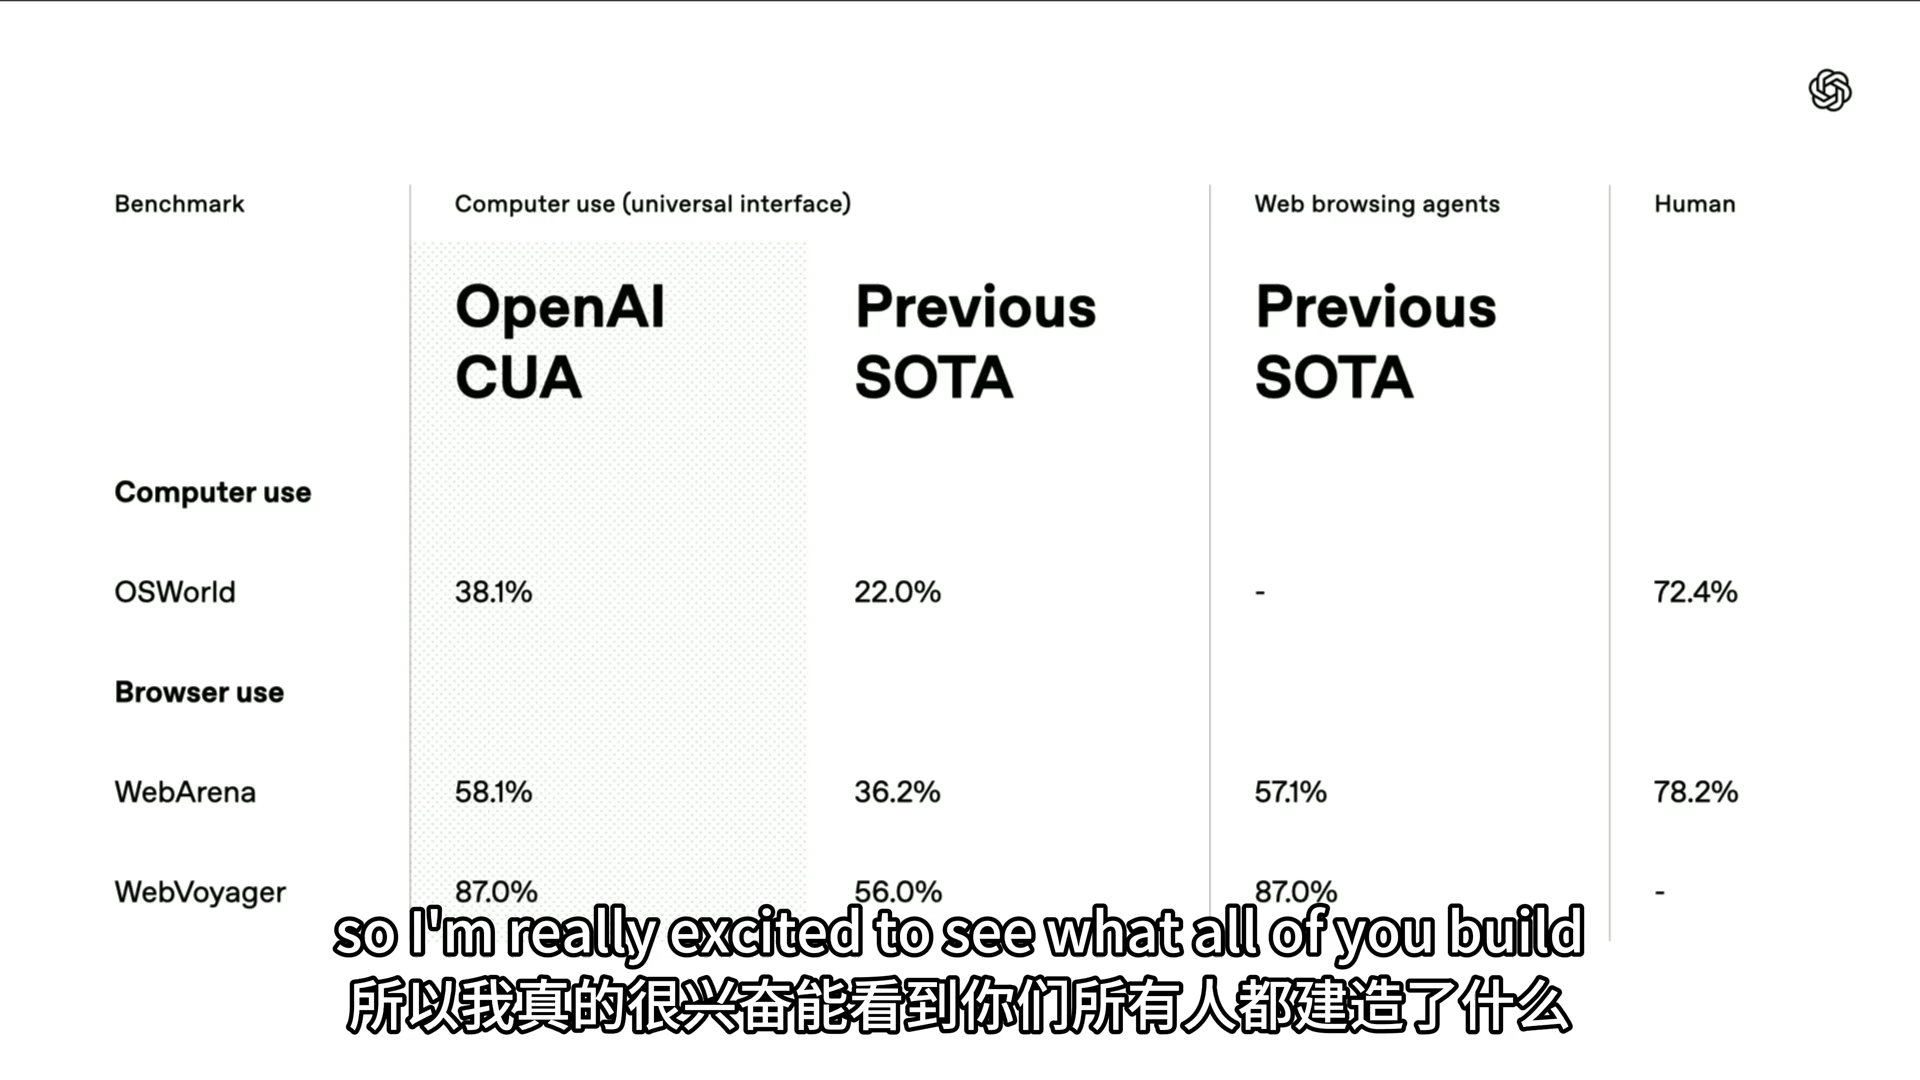 Benchmark
Computer use (universal interface)
Web browsing agents
Human
OpenAI
CUA
Previous
SOTA
Previous
SOTA
Computer use
OSWorld 38.1% 22.0% - 72.4%
Browser use
WebArena 58.1% 36.2% 57.1% 78.2%
WebVoyager 87.0% 56.0% 87.0% -
so I'm really excited to see what all of you build
所以我真的很兴奋能看到你们所有人都建造了什么